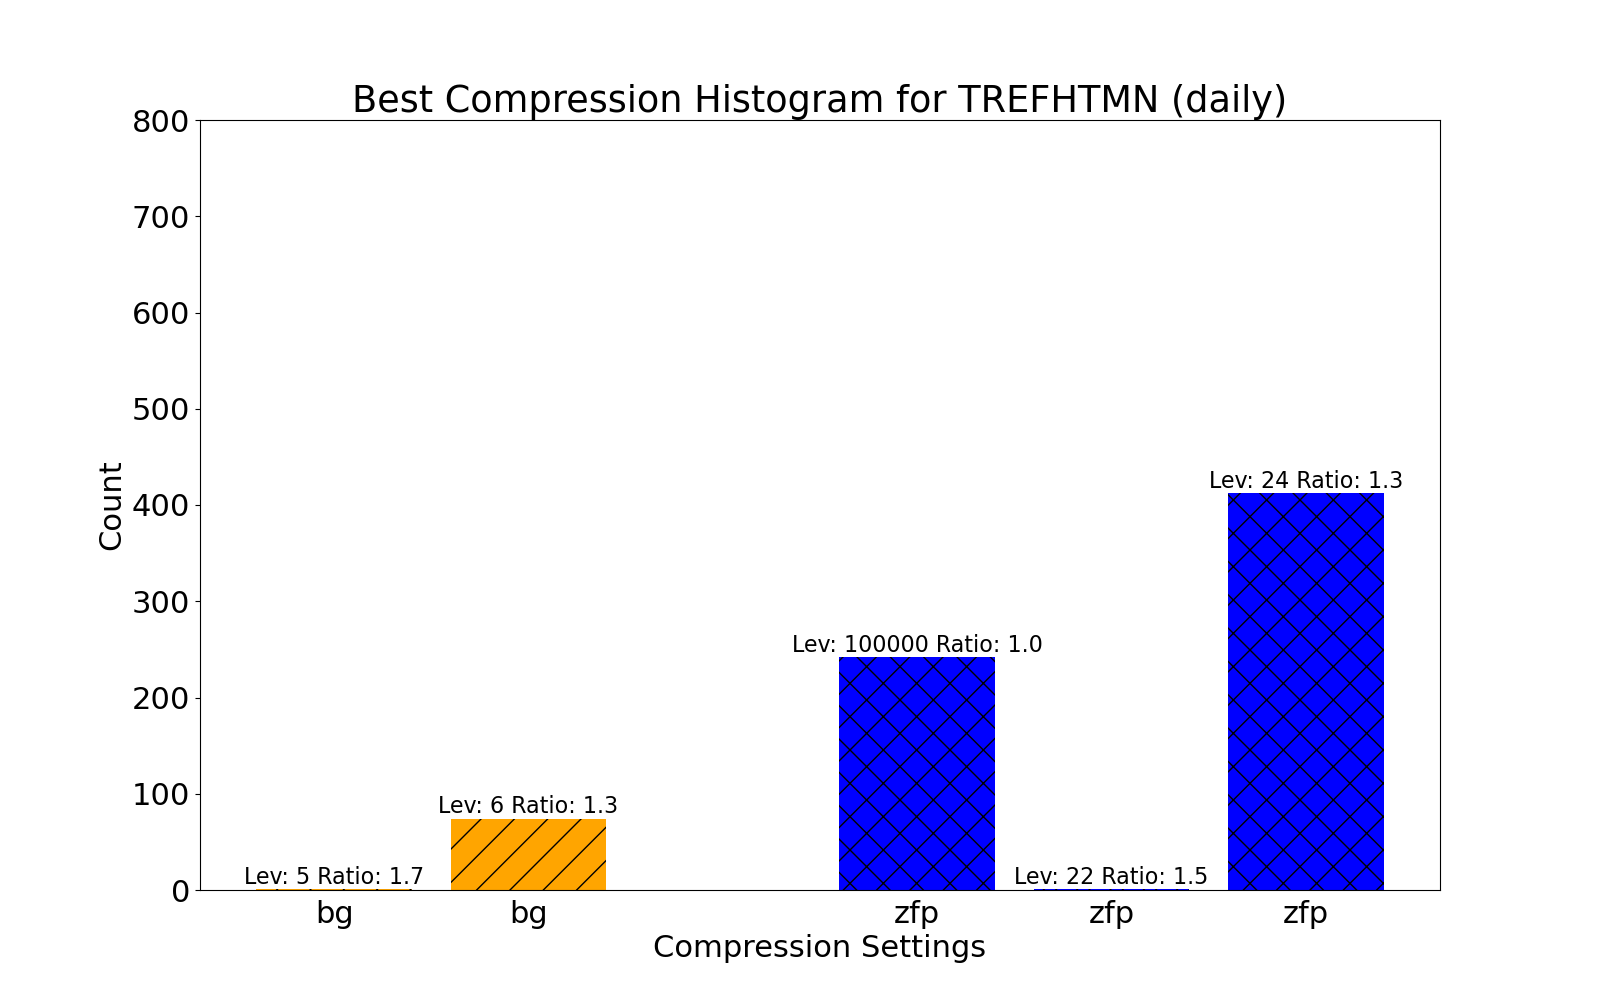 Best Compression Histogram for TREFHTMN (daily)
800
700
600
500
400
300
200
100
0
Count
Lev: 5 Ratio: 1.7
Lev: 6 Ratio: 1.3
Lev: 100000 Ratio: 1.0
Lev: 22 Ratio: 1.5
Lev: 24 Ratio: 1.3
bg bg zfp zfp zfp
Compression Settings